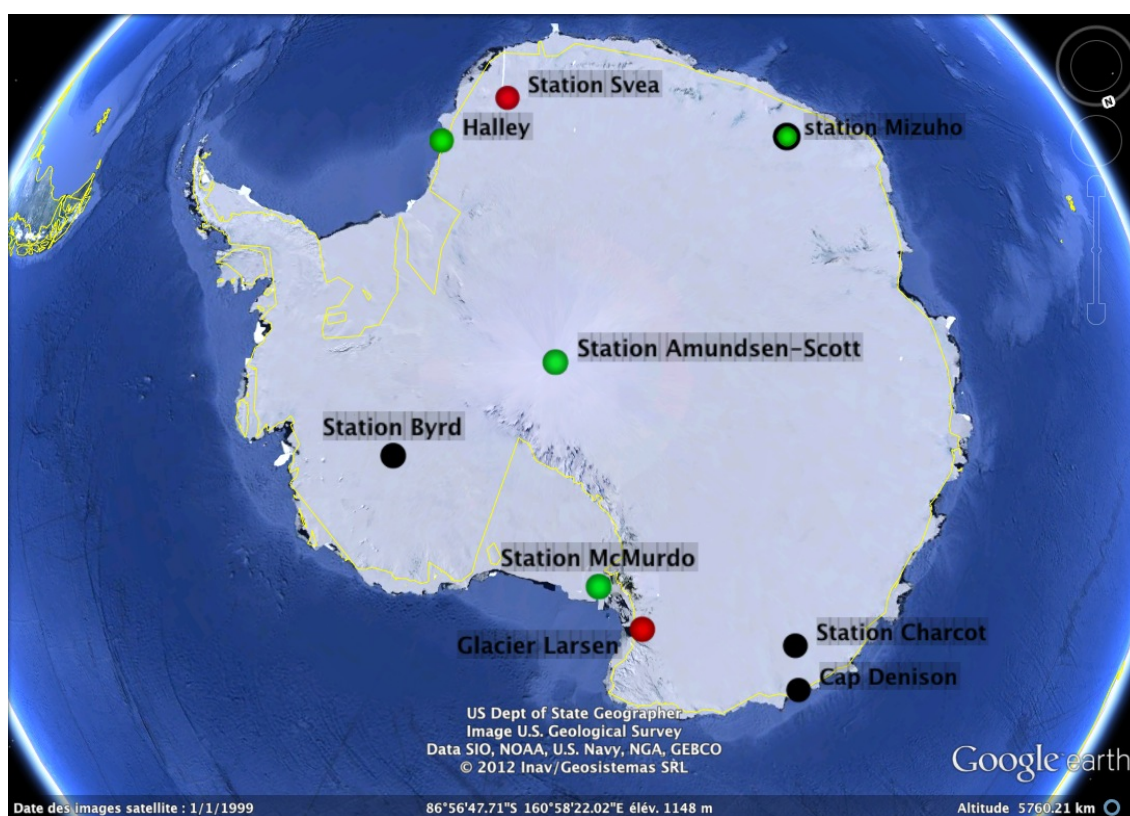 Station Svea
Halley
station Mizuho
N
Station Amundsen-Scott
Station Byrd
Station McMurdo
Station Charcot
Glacier Larsen
Cap Denison
US Dept of State Geographer
Image U.S. Geological Survey
Data SIO, NOAA, U.S. Navy, NGA, GEBCO
© 2012 Inav/Geosistemas SRL
Google earth
Date des images satellite : 1/1/1999 86°56'47.71"S 160°58'22.02"E élév. 1148 m Altitude 5760.21 km